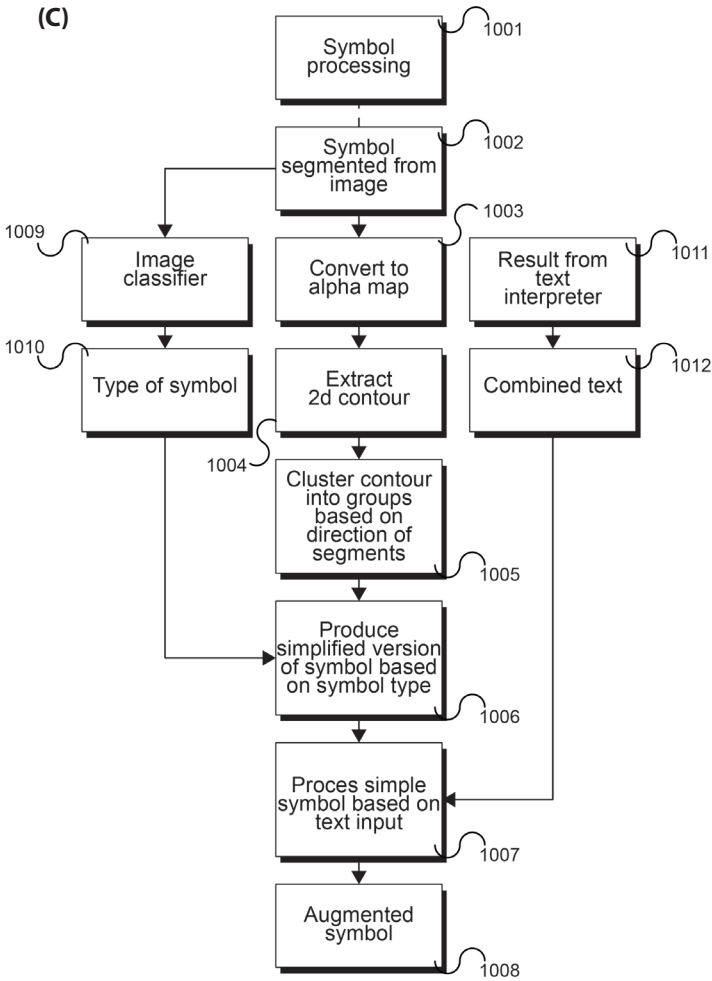 (C)
1001
Symbol
processing
1002
Symbol
segmented from
image
1003
1009
Image
classifier
Convert to
alpha map
1011
Result from
text
interpreter
1010
Type of symbol
Extract
2d contour
1012
Combined text
1004
Cluster contour
into groups
based on
direction of
segments
1005
Produce
simplified version
of symbol based
on symbol type
1006
Proces simple
symbol based on
text input
1007
Augmented
symbol
1008